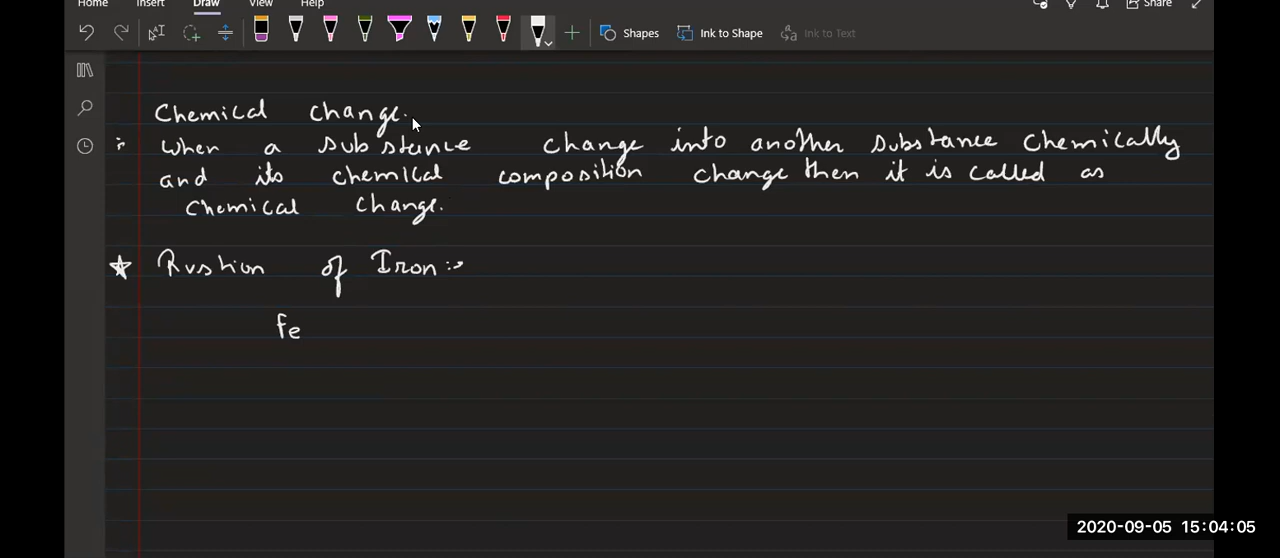 Home Insert Draw View Help Share
Shapes Ink to Shape Ink to Text
Chemical change.
:- when a substance change into another substance chemically
and its chemical composition change then it is called as
chemical change.
☆ Rustion of Iron :-
Fe
2020-09-05 15:04:05